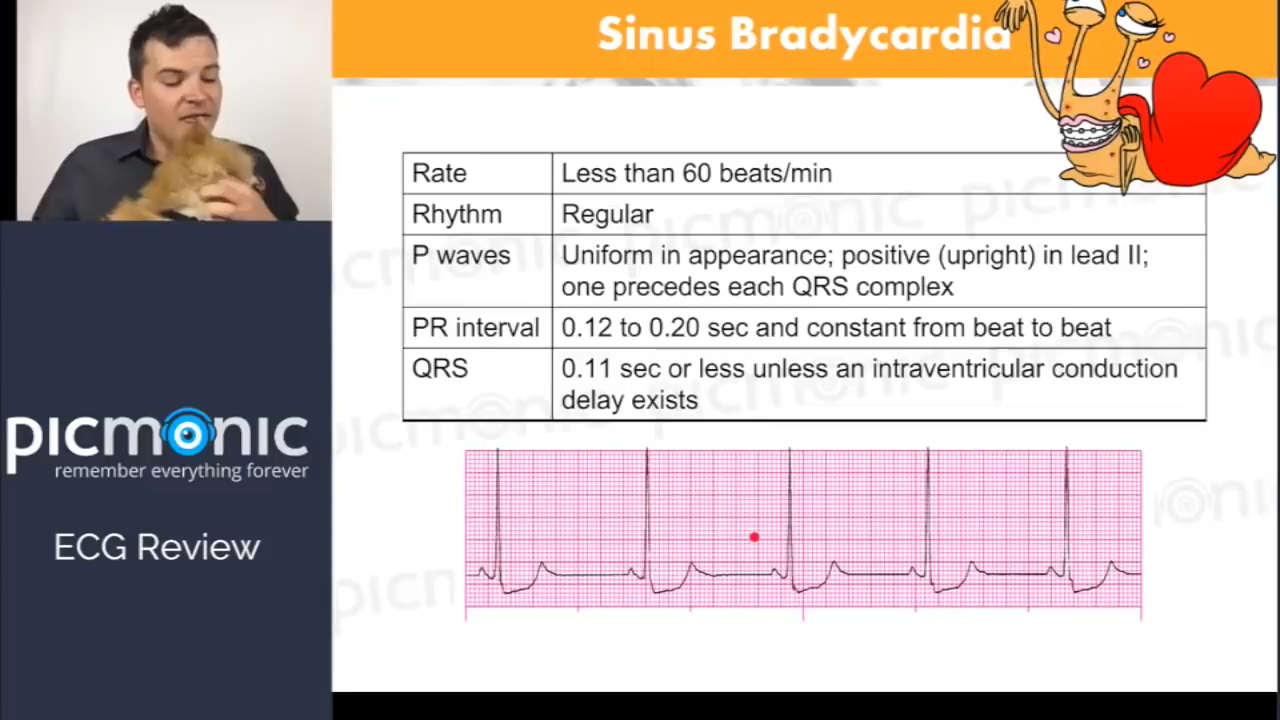 Sinus Bradycardia
Rate Less than 60 beats/min
Rhythm Regular
P waves Uniform in appearance; positive (upright) in lead II;
one precedes each QRS complex
PR interval 0.12 to 0.20 sec and constant from beat to beat
QRS 0.11 sec or less unless an intraventricular conduction
delay exists
picmonic
remember everything forever
ECG Review